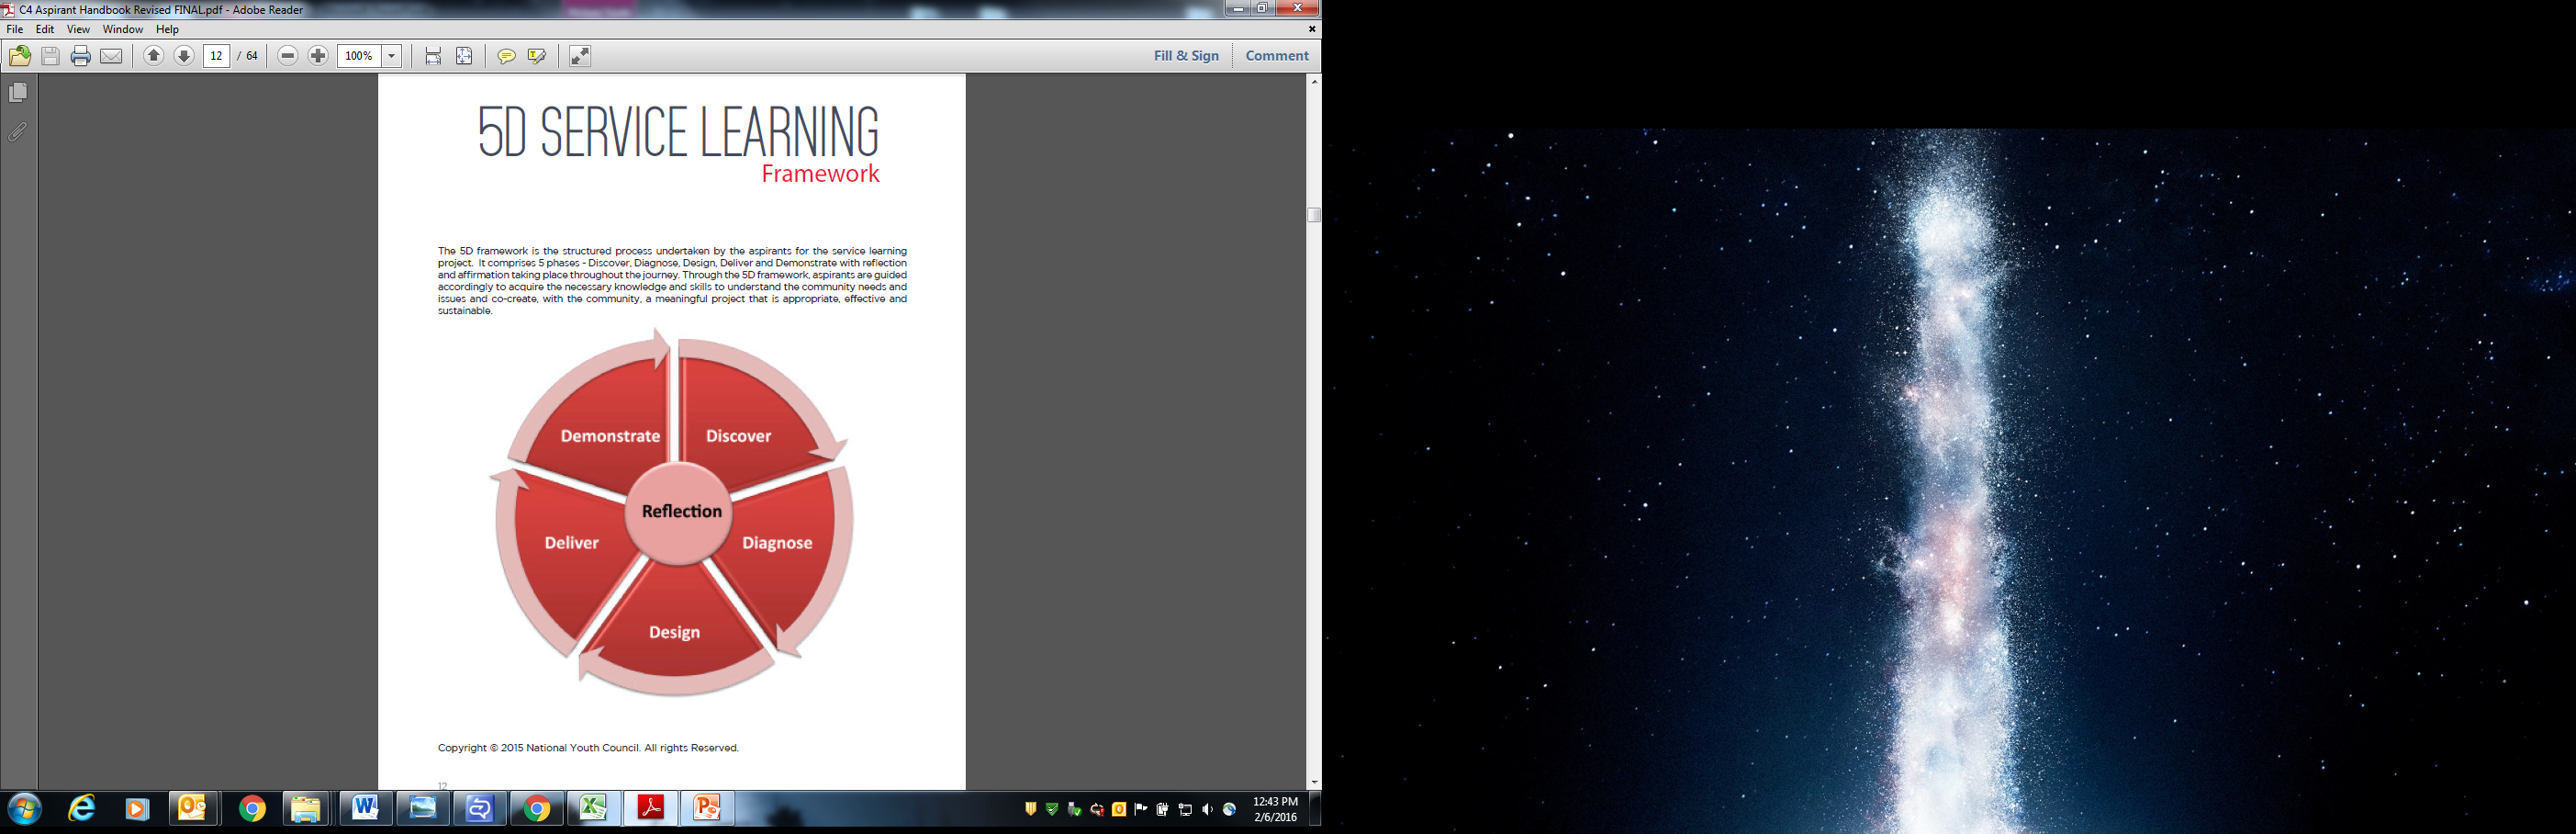 C4 Aspirant Handbook Revised FINAL.pdf - Adobe Reader
File Edit View Window Help
12 / 64 100% Fill & Sign Comment
5D SERVICE LEARNING
Framework
The 5D framework is the structured process undertaken by the aspirants for the service learning
project. It comprises 5 phases - Discover, Diagnose, Design, Deliver and Demonstrate with reflection
and affirmation taking place throughout the journey. Through the 5D framework, aspirants are guided
accordingly to acquire the necessary knowledge and skills to understand the community needs and
issues and co-create, with the community, a meaningful project that is appropriate, effective and
sustainable.
Demonstrate Discover
Reflection
Deliver Diagnose
Design
Copyright © 2015 National Youth Council. All rights Reserved.
12
12:43 PM
2/6/2016